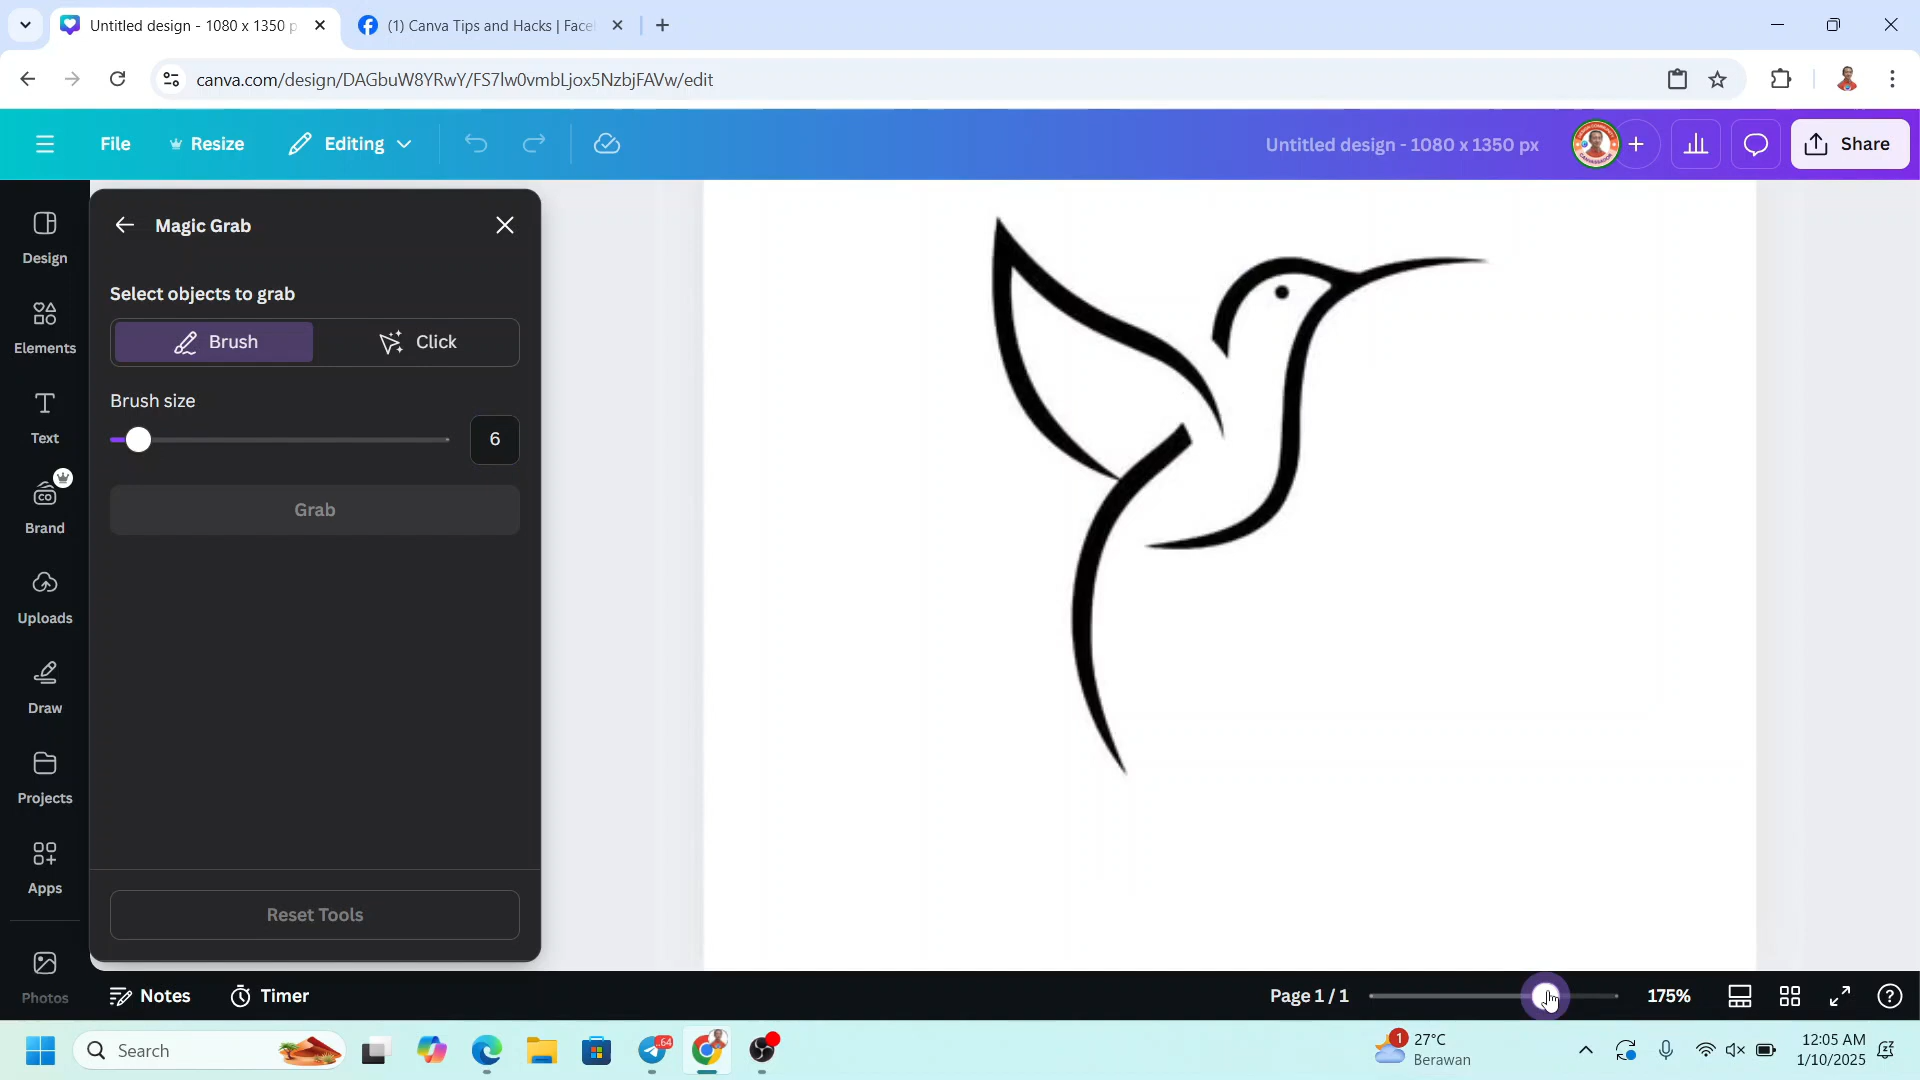 Untitled design - 1080 x 1350 p
(1) Canva Tips and Hacks | Face
canva.com/design/DAGbuW8YRwY/FS7lw0vmbLjox5NzbjFAVw/edit
File
Resize
Editing
Untitled design - 1080 x 1350 px
Share
Design
Elements
Text
Brand
Uploads
Draw
Projects
Apps
Photos
Magic Grab
Select objects to grab
Brush
Click
Brush size
6
Grab
Reset Tools
Notes
Timer
Page 1 / 1
175%
Search
.64
1
27°C
Berawan
12:05 AM
1/10/2025